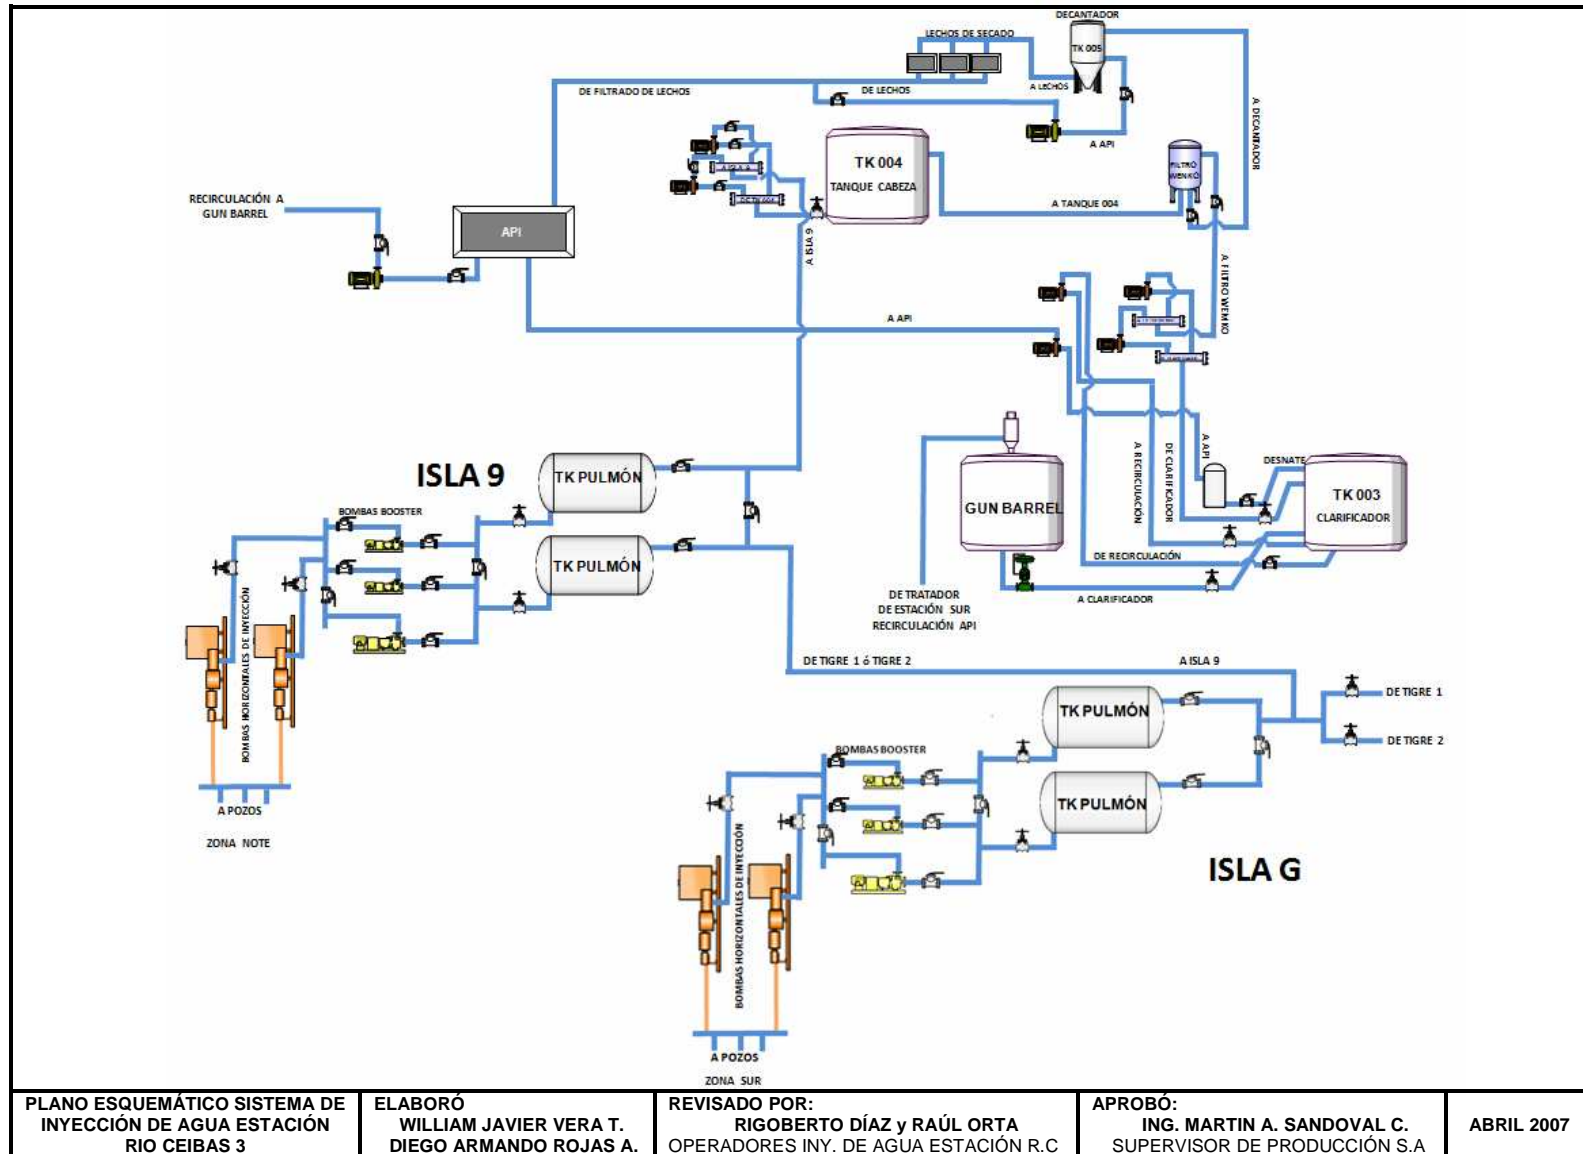 DECANTADOR
LECHOS DE SECADO
TK 005
DE FILTRADO DE LECHOS
DE LECHOS
A LECHOS
A DECANTADOR
A API
TK 004
TANQUE CABEZA
FILTRO
WEMKO
RECIRCULACIÓN A
GUN BARREL
API
A TANQUE 004
A ISLA 9
A FILTRO WEMKO
A API
ISLA 9
TK PULMÓN
BOMBAS BOOSTER
TK PULMÓN
GUN BARREL
A RECIRCULACIÓN
DE CLARIFICADOR
A API
DESNATE
TK 003
CLARIFICADOR
DE RECIRCULACIÓN
A CLARIFICADOR
DE TRATADOR
DE ESTACIÓN SUR
RECIRCULACIÓN API
BOMBAS HORIZONTALES DE INYECCIÓN
A POZOS
ZONA NOTE
DE TIGRE 1 ó TIGRE 2
A ISLA 9
DE TIGRE 1
DE TIGRE 2
TK PULMÓN
BOMBAS BOOSTER
TK PULMÓN
ISLA G
BOMBAS HORIZONTALES DE INYECCIÓN
A POZOS
ZONA SUR
PLANO ESQUEMÁTICO SISTEMA DE
INYECCIÓN DE AGUA ESTACIÓN
RIO CEIBAS 3
ELABORÓ
WILLIAM JAVIER VERA T.
DIEGO ARMANDO ROJAS A.
REVISADO POR:
RIGOBERTO DÍAZ y RAÚL ORTA
OPERADORES INY. DE AGUA ESTACIÓN R.C
APROBÓ:
ING. MARTIN A. SANDOVAL C.
SUPERVISOR DE PRODUCCIÓN S.A
ABRIL 2007